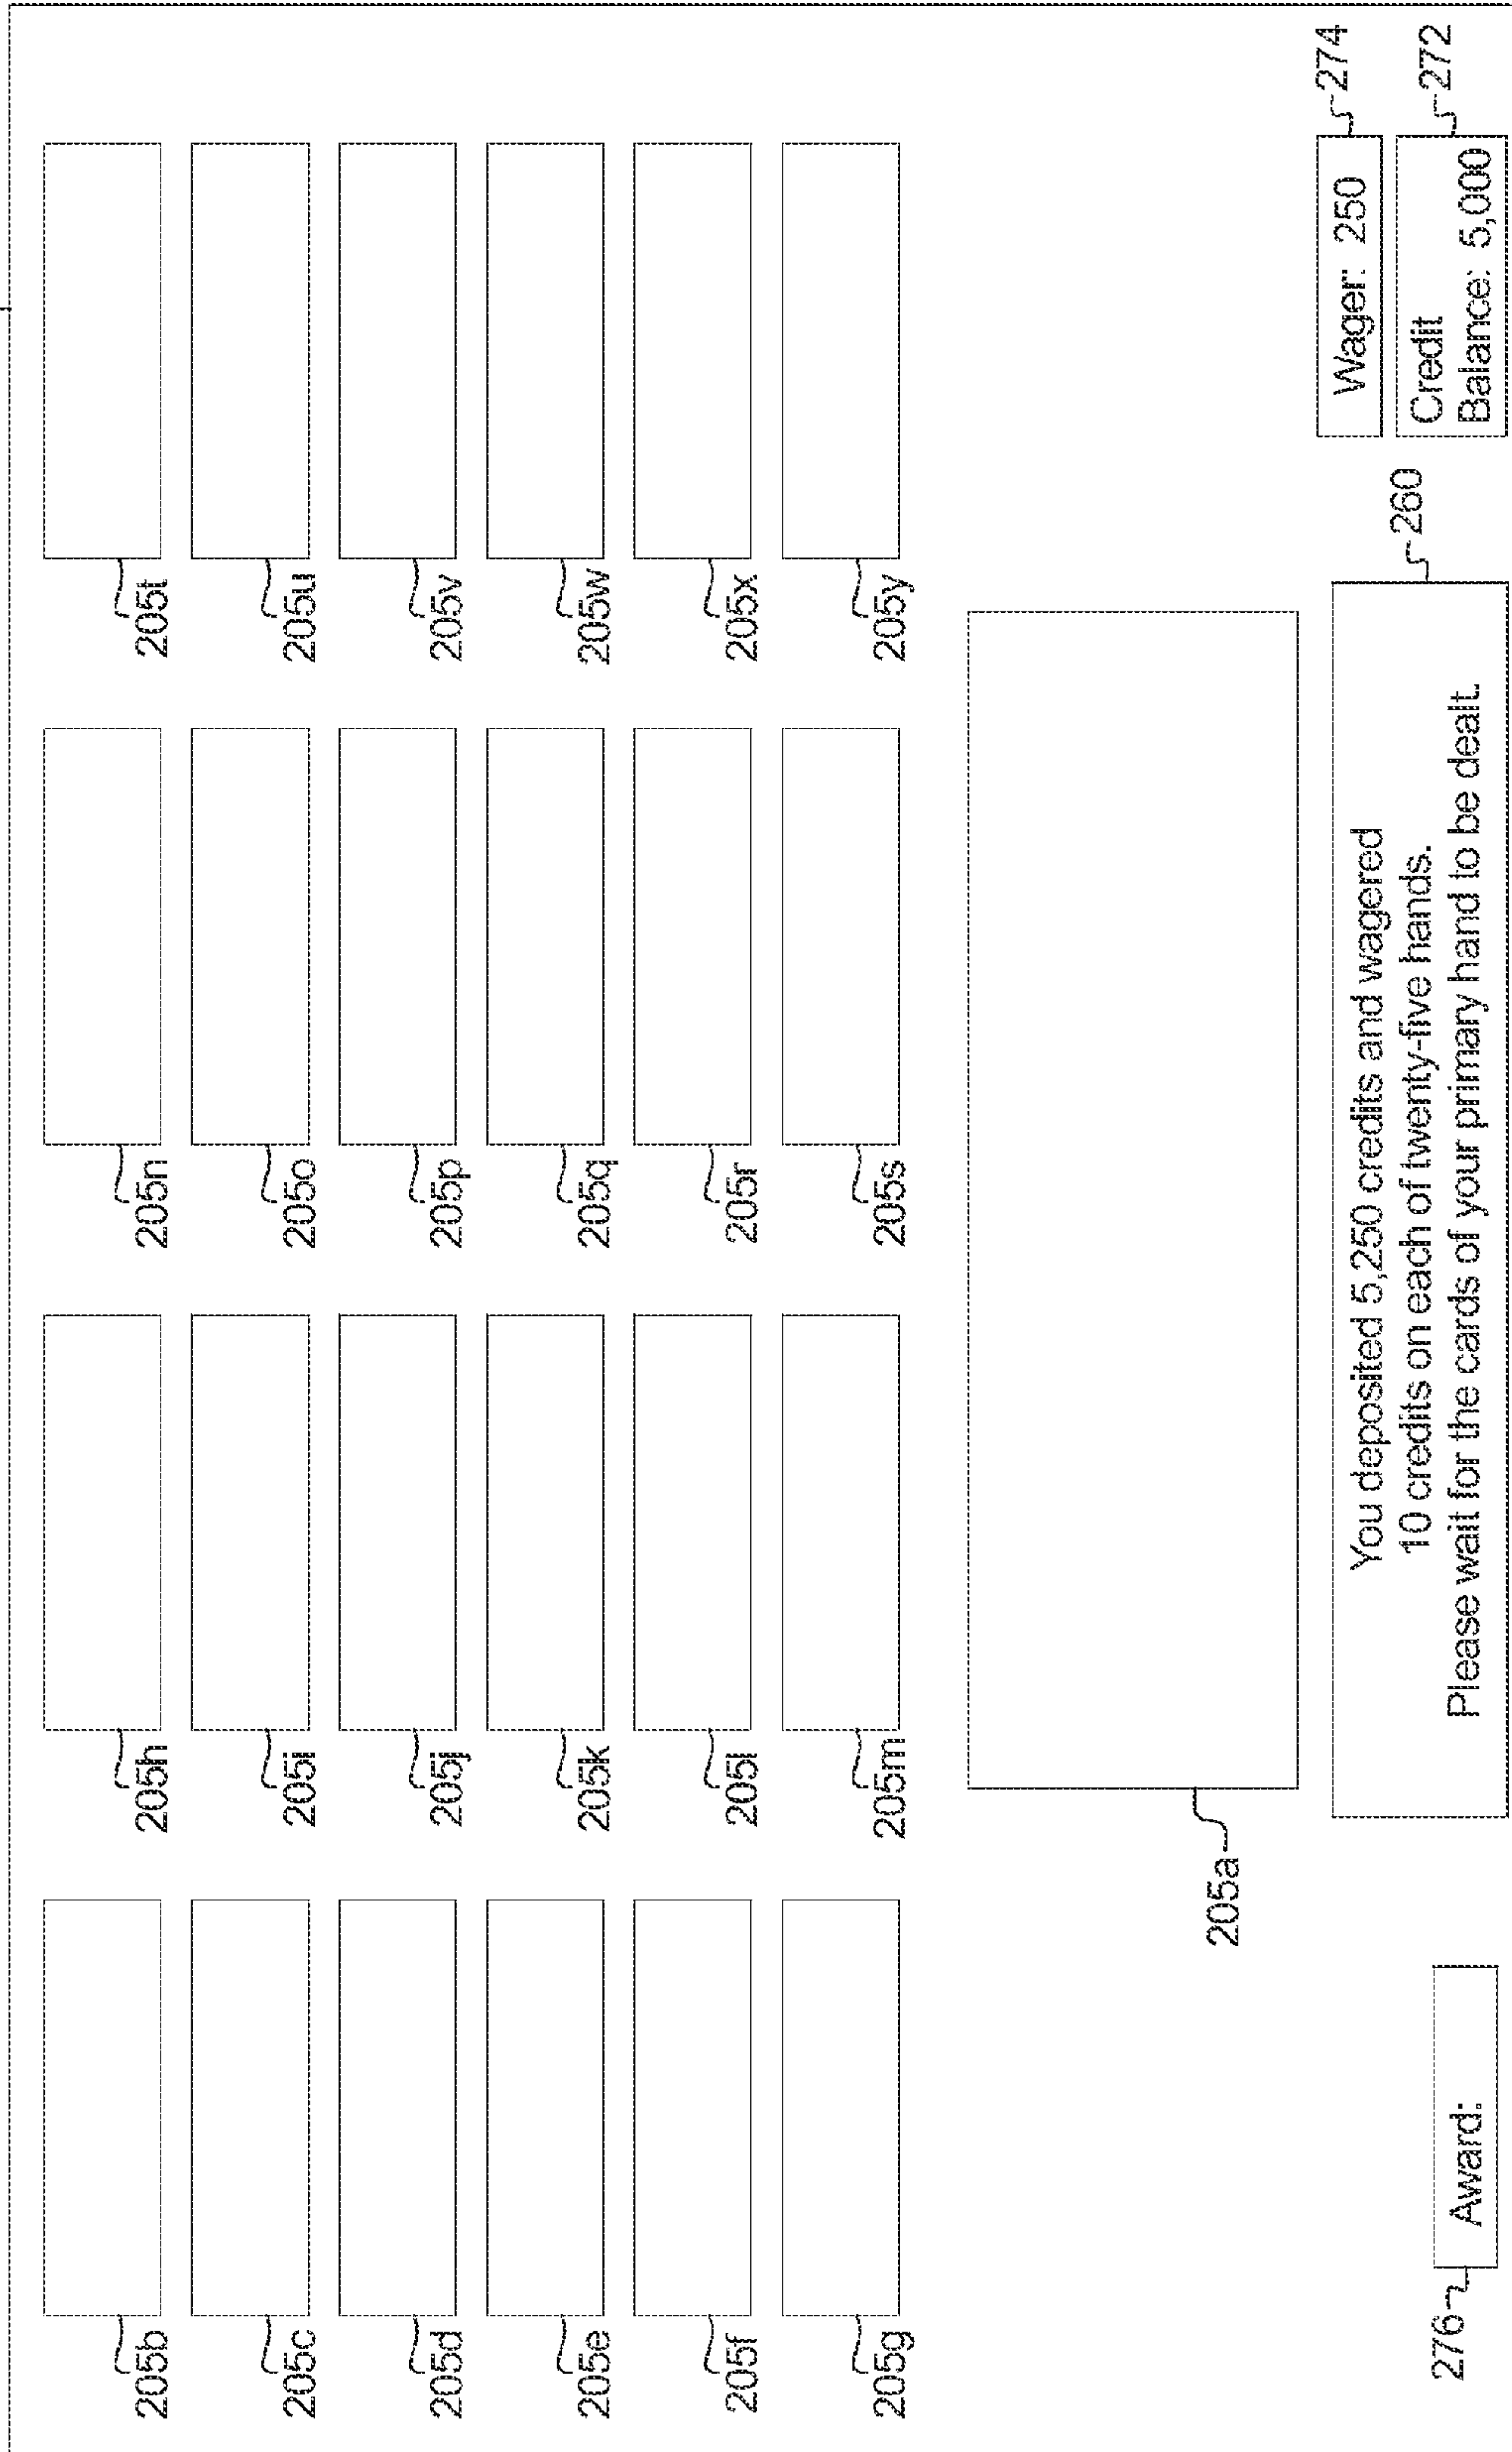 205b
205h
205n
205t
205c
205i
205o
205u
205d
205j
205p
205v
205e
205k
205q
205w
205f
205l
205r
205x
205g
205m
205s
205y
205a
276
Award:
You deposited 5,250 credits and wagered
10 credits on each of twenty-five hands.
Please wait for the cards of your primary hand to be dealt.
260
Wager: 250
274
Credit
Balance: 5,000
272